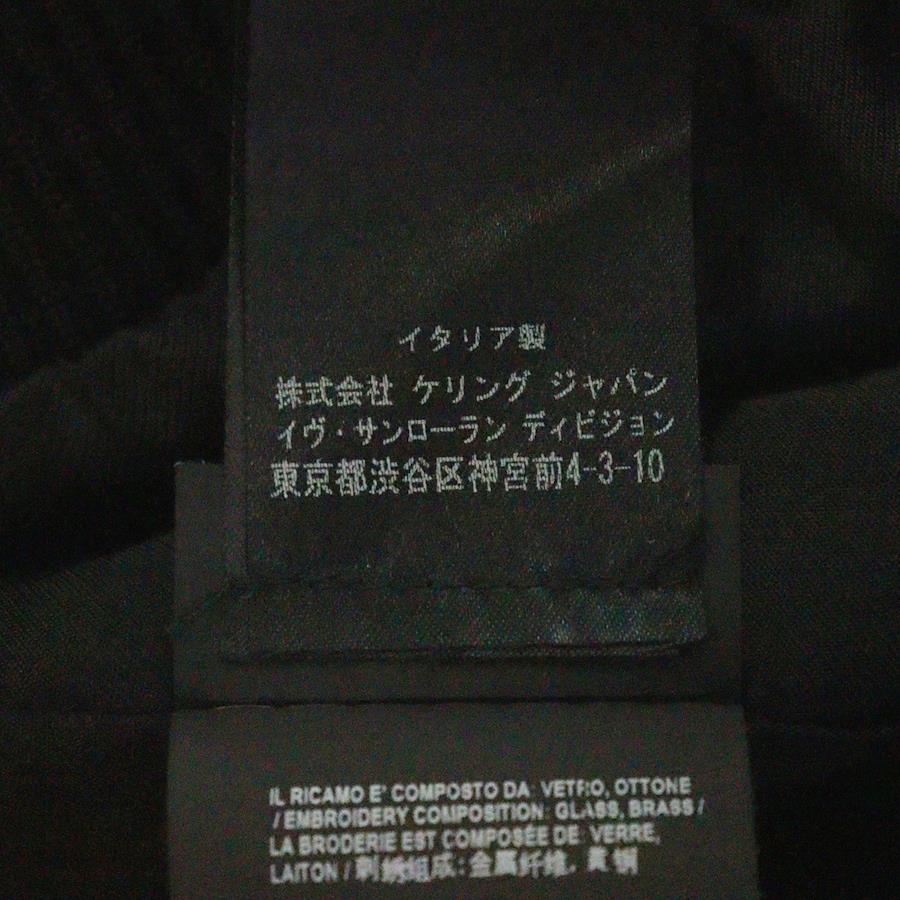 イタリア製
株式会社 ケリング ジャパン
イヴ・サンローラン ディビジョン
東京都渋谷区神宮前4-3-10
IL RICAMO E' COMPOSTO DA: VETRO, OTTONE
/ EMBROIDERY COMPOSITION: GLASS, BRASS /
LA BRODERIE EST COMPOSÉE DE: VERRE,
LAITON / 刺绣组成:金属纤维, 黄铜